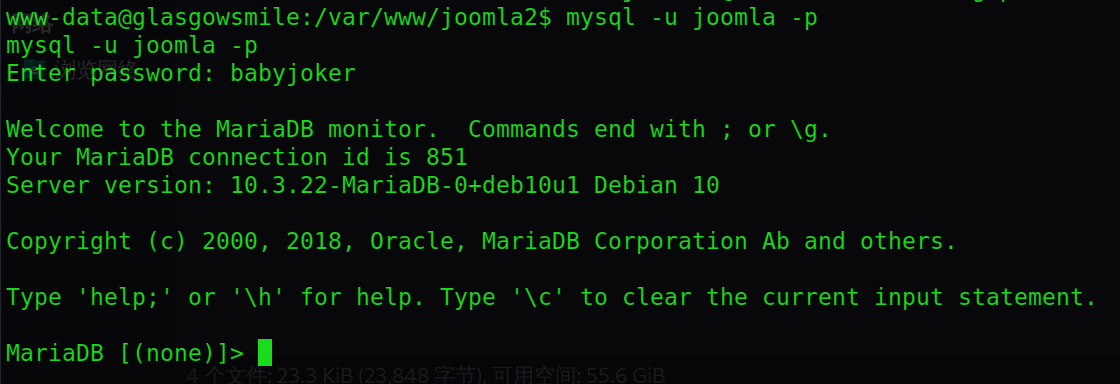 www-data@glasgowsmile:/var/www/joomla2$ mysql -u joomla -p
mysql -u joomla -p
Enter password: babyjoker
浏览网络
Welcome to the MariaDB monitor.  Commands end with ; or \g.
Your MariaDB connection id is 851
Server version: 10.3.22-MariaDB-0+deb10u1 Debian 10
Copyright (c) 2000, 2018, Oracle, MariaDB Corporation Ab and others.
Type 'help;' or '\h' for help. Type '\c' to clear the current input statement.
MariaDB [(none)]>
4 个文件: 23.3 KiB (23,848 字节), 可用空间: 55.6 GiB